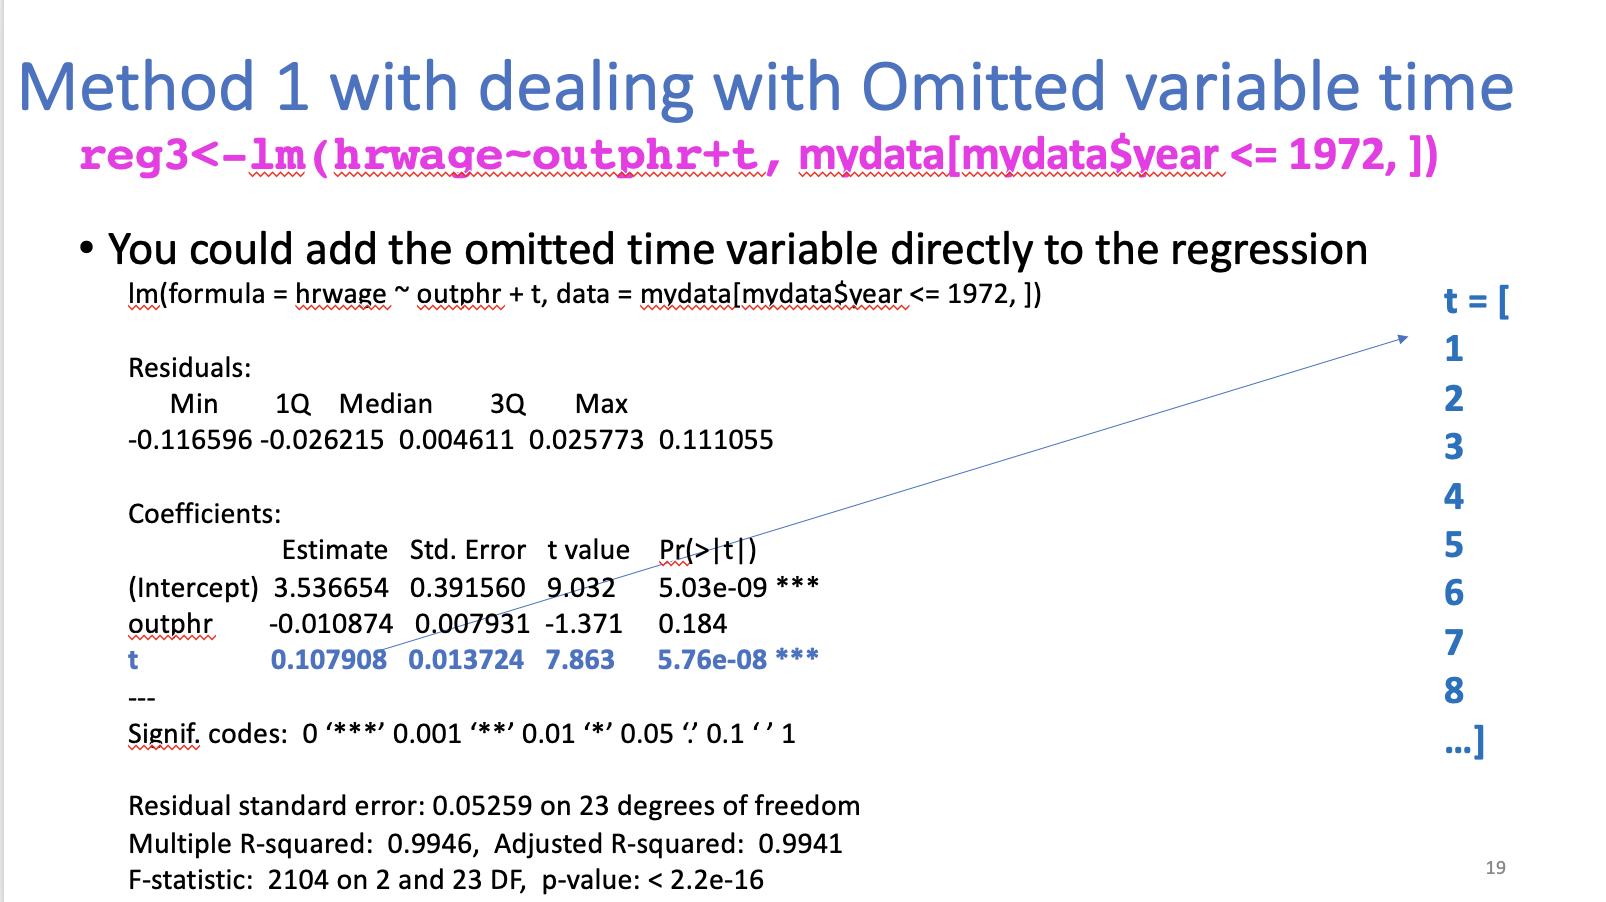 Method 1 with dealing with Omitted variable time
reg3<-lm(hrwage~outphr+t, mydata[mydata$year <= 1972, ])
• You could add the omitted time variable directly to the regression
lm(formula = hrwage ~ outphr + t, data = mydata[mydata$year <= 1972, ])
Residuals:
Min 1Q Median 3Q Max
-0.116596 -0.026215 0.004611 0.025773 0.111055
Coefficients:
Estimate Std. Error t value Pr(>|t|)
(Intercept) 3.536654 0.391560 9.032 5.03e-09 ***
outphr -0.010874 0.007931 -1.371 0.184
t 0.107908 0.013724 7.863 5.76e-08 ***
---
Signif. codes: 0 ‘***’ 0.001 ‘**’ 0.01 ‘*’ 0.05 ‘.’ 0.1 ‘ ’ 1
Residual standard error: 0.05259 on 23 degrees of freedom
Multiple R-squared: 0.9946, Adjusted R-squared: 0.9941
F-statistic: 2104 on 2 and 23 DF, p-value: < 2.2e-16
t = [
1
2
3
4
5
6
7
8
…]
19